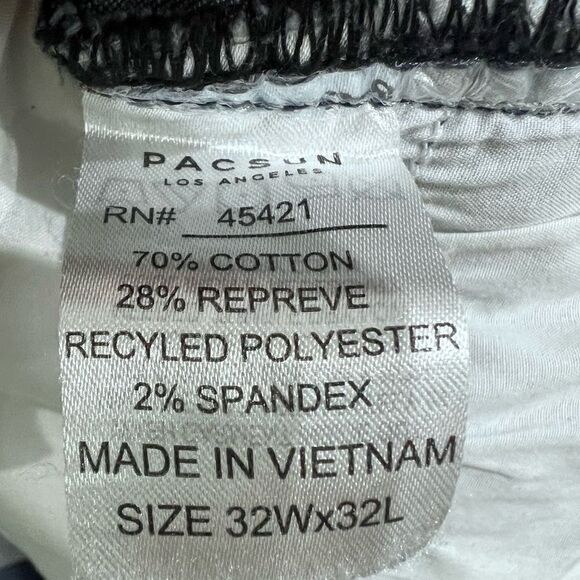 PACSUN
LOS ANGELES
RN# 45421
70% COTTON
28% REPREVE
RECYLED POLYESTER
2% SPANDEX
MADE IN VIETNAM
SIZE 32Wx32L